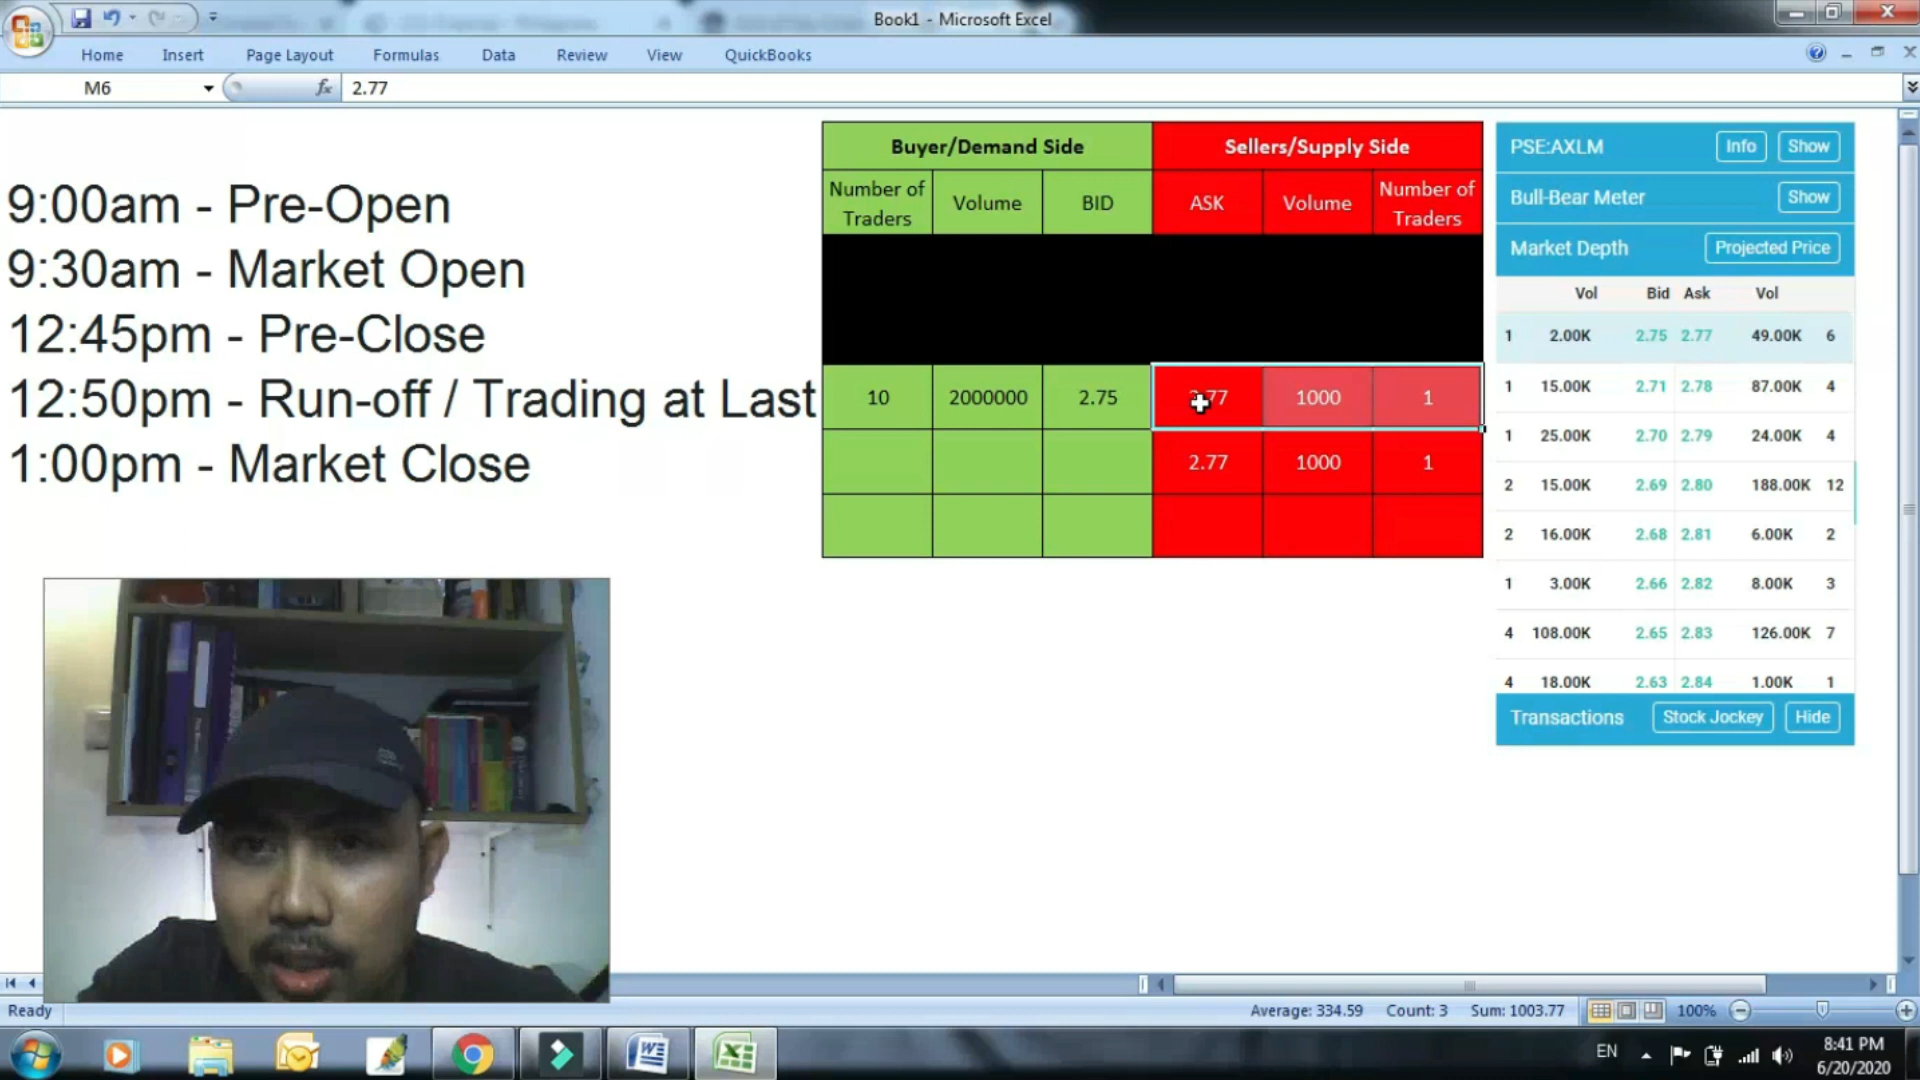 Book1 - Microsoft Excel
Home Insert Page Layout Formulas Data Review View QuickBooks
M6 fx 2.77
9:00am - Pre-Open
9:30am - Market Open
12:45pm - Pre-Close
12:50pm - Run-off / Trading at Last
1:00pm - Market Close
Buyer/Demand Side Sellers/Supply Side
Number of Traders Volume BID ASK Volume Number of Traders
10 2000000 2.75 2.77 1000 1
2.77 1000 1
PSE:AXLM Info Show
Bull-Bear Meter Show
Market Depth Projected Price
Vol Bid Ask Vol
1 2.00K 2.75 2.77 49.00K 6
1 15.00K 2.71 2.78 87.00K 4
1 25.00K 2.70 2.79 24.00K 4
2 15.00K 2.69 2.80 188.00K 12
2 16.00K 2.68 2.81 6.00K 2
1 3.00K 2.66 2.82 8.00K 3
4 108.00K 2.65 2.83 126.00K 7
4 18.00K 2.63 2.84 1.00K 1
Transactions Stock Jockey Hide
Ready Average: 334.59 Count: 3 Sum: 1003.77 100%
EN 8:41 PM
6/20/2020